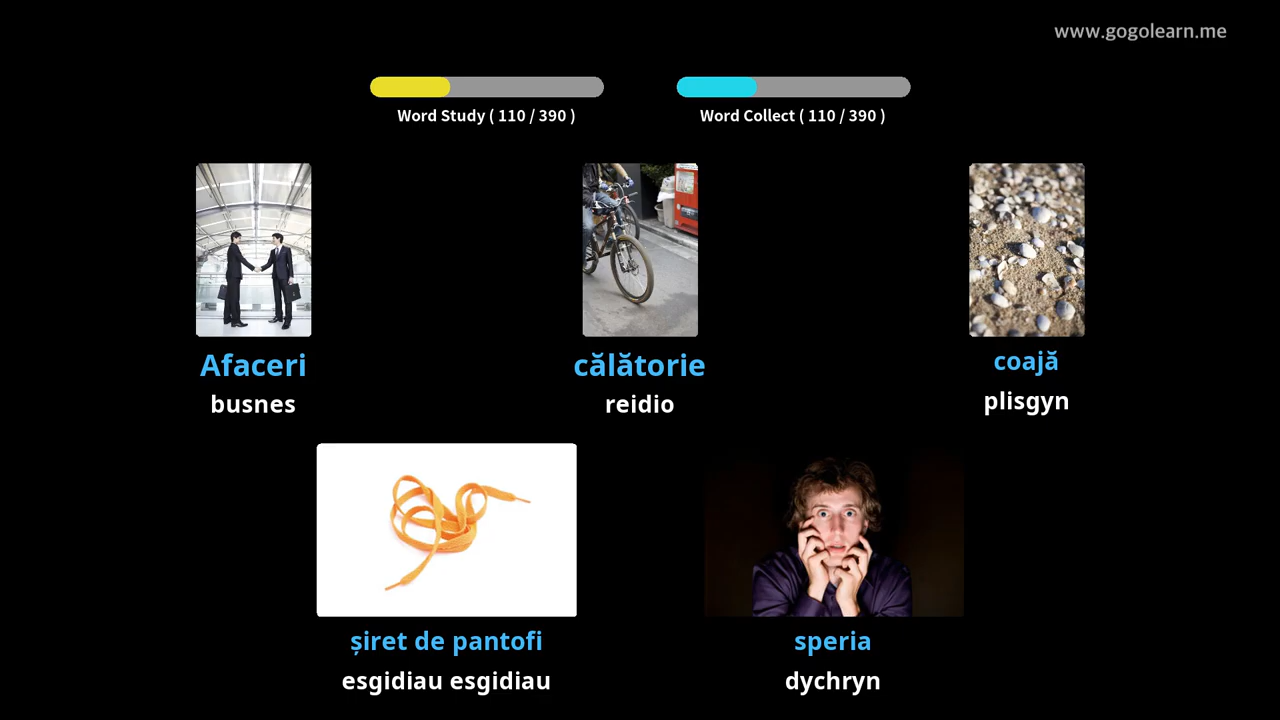 www.gogolearn.me
Word Study ( 110 / 390 )
Word Collect ( 110 / 390 )
Afaceri
busnes
călătorie
reidio
coajă
plisgyn
șiret de pantofi
esgidiau esgidiau
speria
dychryn